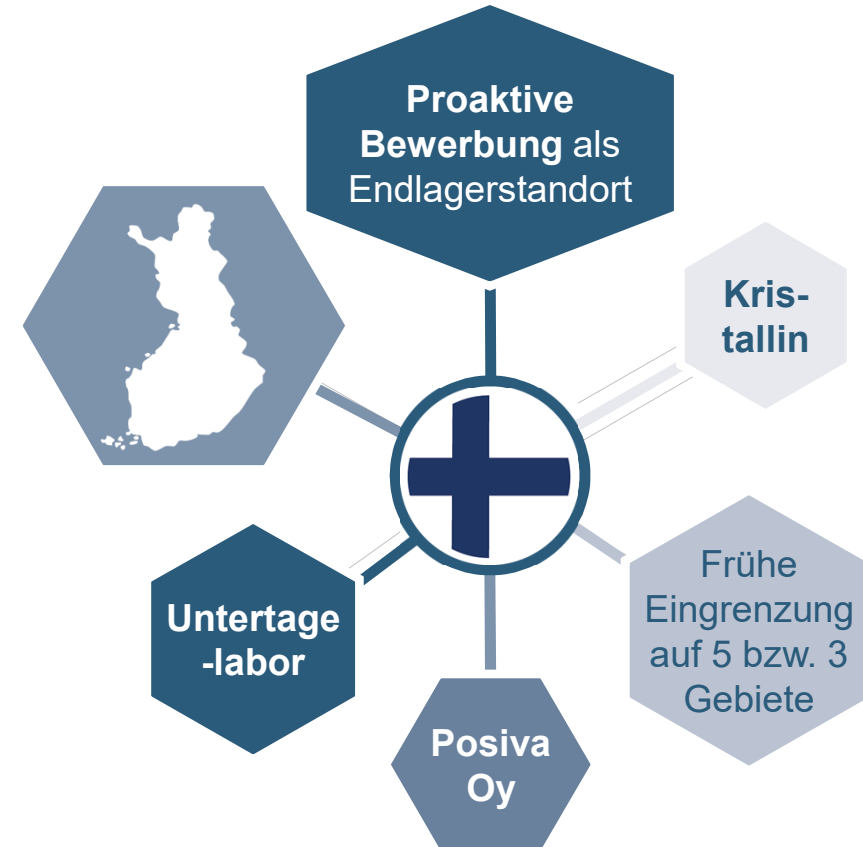 Proaktive
Bewerbung als
Endlagerstandort
Kris-
tallin
Frühe
Eingrenzung
auf 5 bzw. 3
Gebiete
Untertage
-labor
Posiva
Oy